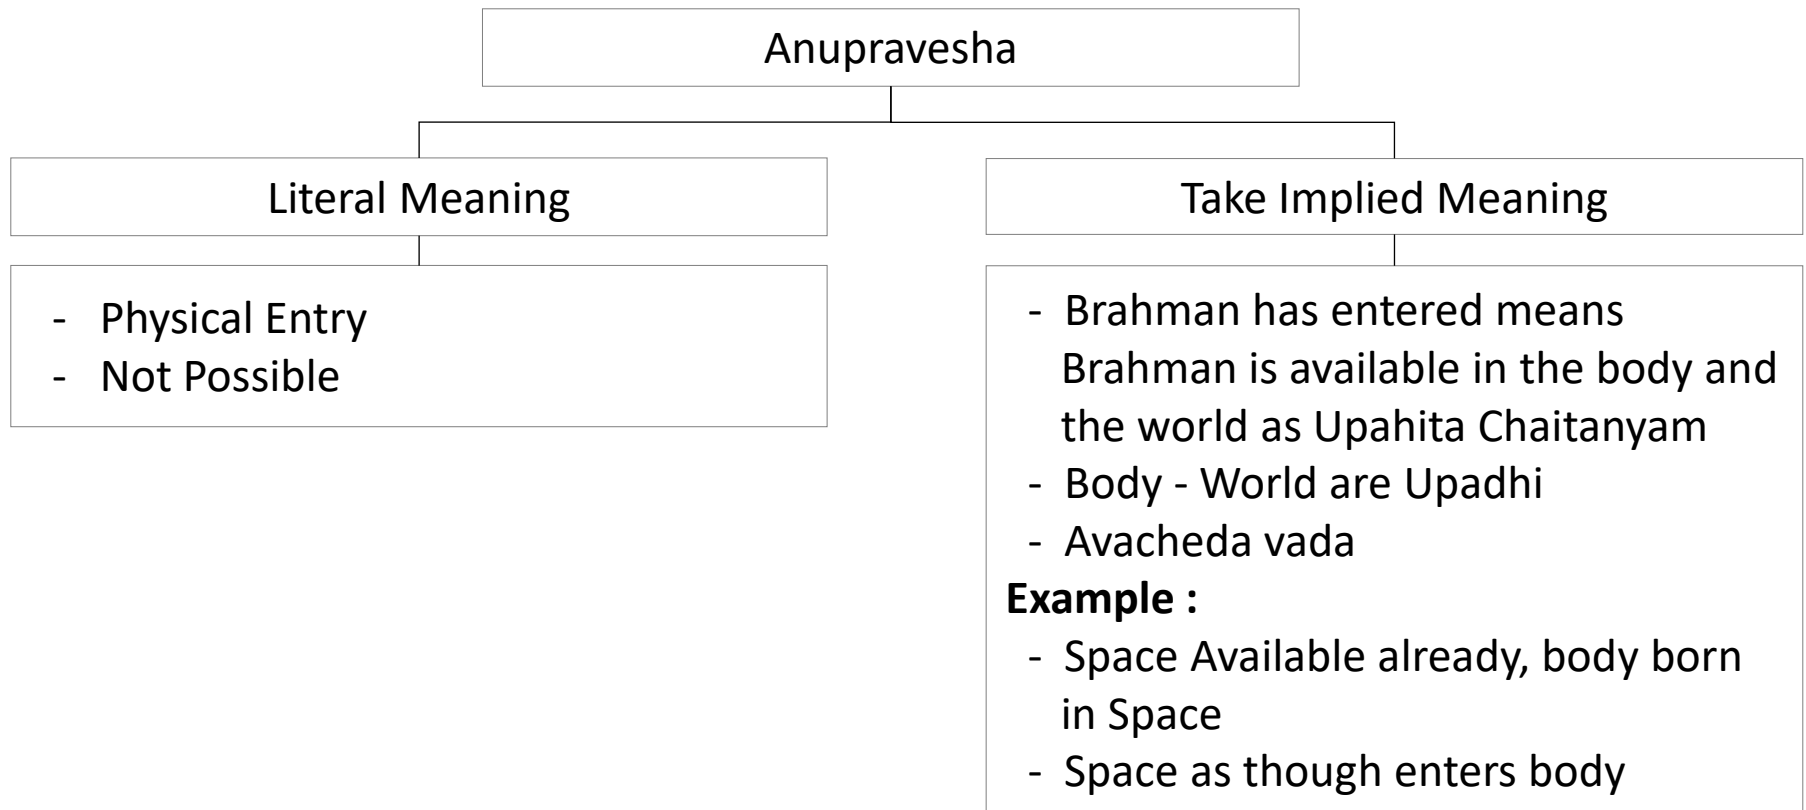 Anupravesha
Literal Meaning
- Physical Entry
- Not Possible
Take Implied Meaning
- Brahman has entered means
Brahman is available in the body and
the world as Upahita Chaitanyam
- Body - World are Upadhi
- Avacheda vada
Example :
- Space Available already, body born
in Space
- Space as though enters body